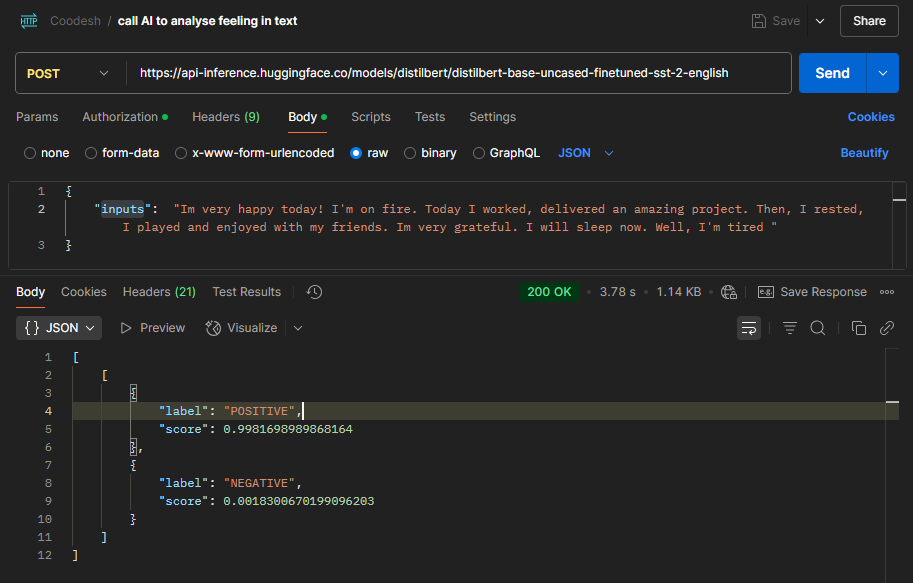 HTTP Coodesh / call AI to analyse feeling in text Save Share
POST https://api-inference.huggingface.co/models/distilbert/distilbert-base-uncased-finetuned-sst-2-english Send
Params Authorization Headers (9) Body Scripts Tests Settings Cookies
none form-data x-www-form-urlencoded raw binary GraphQL JSON Beautify
1 {
2 "inputs": "Im very happy today! I'm on fire. Today I worked, delivered an amazing project. Then, I rested,
I played and enjoyed with my friends. Im very grateful. I will sleep now. Well, I'm tired "
3 }
Body Cookies Headers (21) Test Results 200 OK 3.78 s 1.14 KB e.g. Save Response
{} JSON Preview Visualize
1 [
2 [
3 {
4 "label": "POSITIVE",
5 "score": 0.9981698989868164
6 },
7 {
8 "label": "NEGATIVE",
9 "score": 0.0018300670199096203
10 }
11 ]
12 ]